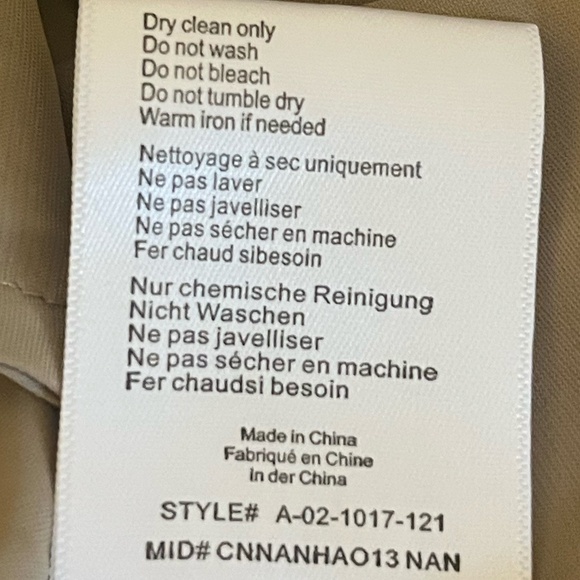 Dry clean only
Do not wash
Do not bleach
Do not tumble dry
Warm iron if needed
Nettoyage à sec uniquement
Ne pas laver
Ne pas javelliser
Ne pas sécher en machine
Fer chaud sibesoin
Nur chemische Reinigung
Nicht Waschen
Ne pas javelliser
Ne pas sécher en machine
Fer chaudsi besoin
Made in China
Fabriqué en Chine
In der China
STYLE# A-02-1017-121
MID# CNNANHAO13 NAN